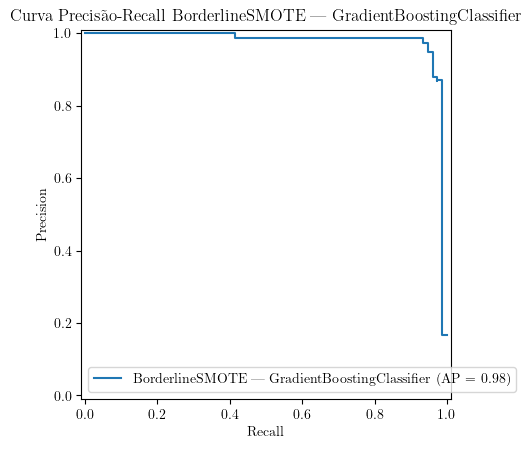 Curva Precisão-Recall BorderlineSMOTE — GradientBoostingClassifier
1.0
0.8
0.6
0.4
0.2
0.0
Precision
BorderlineSMOTE — GradientBoostingClassifier (AP = 0.98)
0.0 0.2 0.4 0.6 0.8 1.0
Recall